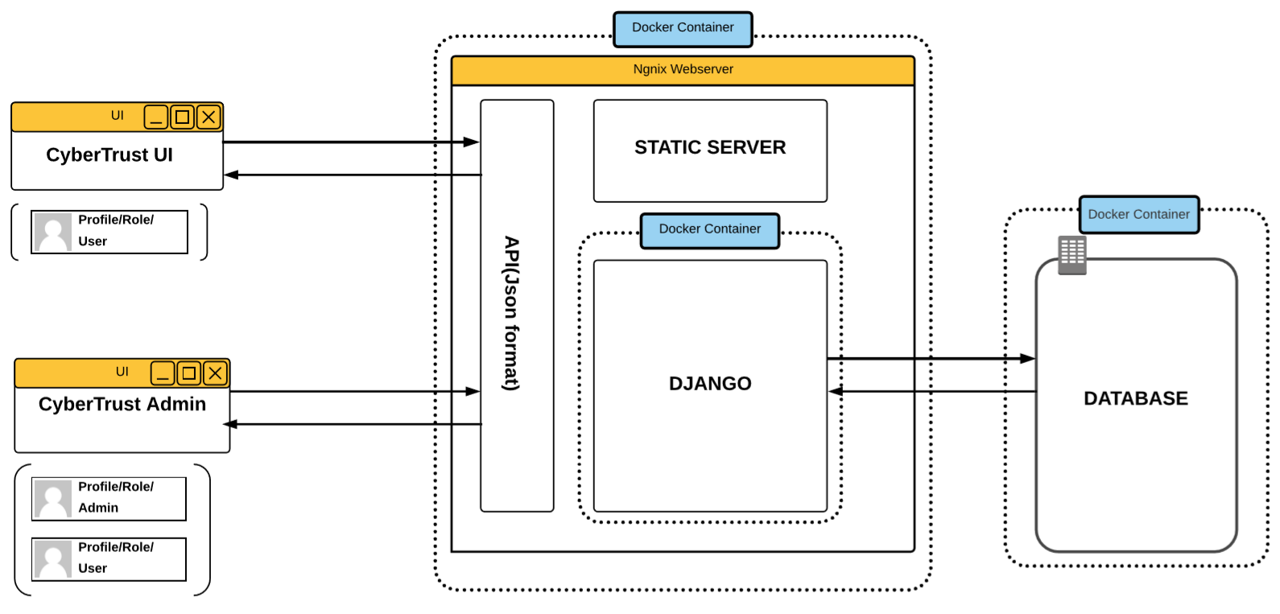 Docker Container
Ngnix Webserver
UI
CyberTrust UI
Profile/Role/
User
API(Json format)
STATIC SERVER
Docker Container
DJANGO
Docker Container
DATABASE
UI
CyberTrust Admin
Profile/Role/
Admin
Profile/Role/
User